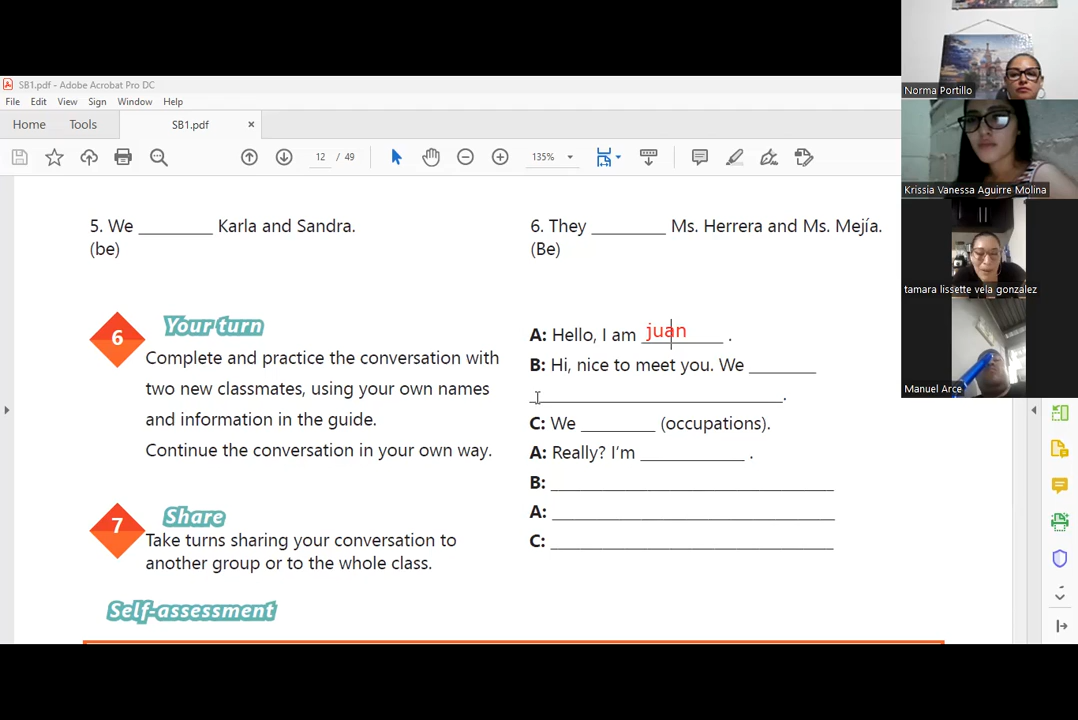 SB1.pdf - Adobe Acrobat Pro DC
File Edit View Sign Window Help
Home Tools SB1.pdf ×
12 / 49 135%
5. We ________ Karla and Sandra.
(be)
6. They ________ Ms. Herrera and Ms. Mejía.
(Be)
6 Your turn
Complete and practice the conversation with
two new classmates, using your own names
and information in the guide.
Continue the conversation in your own way.
7 Share
Take turns sharing your conversation to
another group or to the whole class.
Self-assessment
A: Hello, I am juan .
B: Hi, nice to meet you. We ________
____________________________.
C: We ________ (occupations).
A: Really? I'm ___________ .
B: _______________________________
A: _______________________________
C: _______________________________
Norma Portillo
Krissia Vanessa Aguirre Molina
tamara lissette vela gonzalez
Manuel Arce